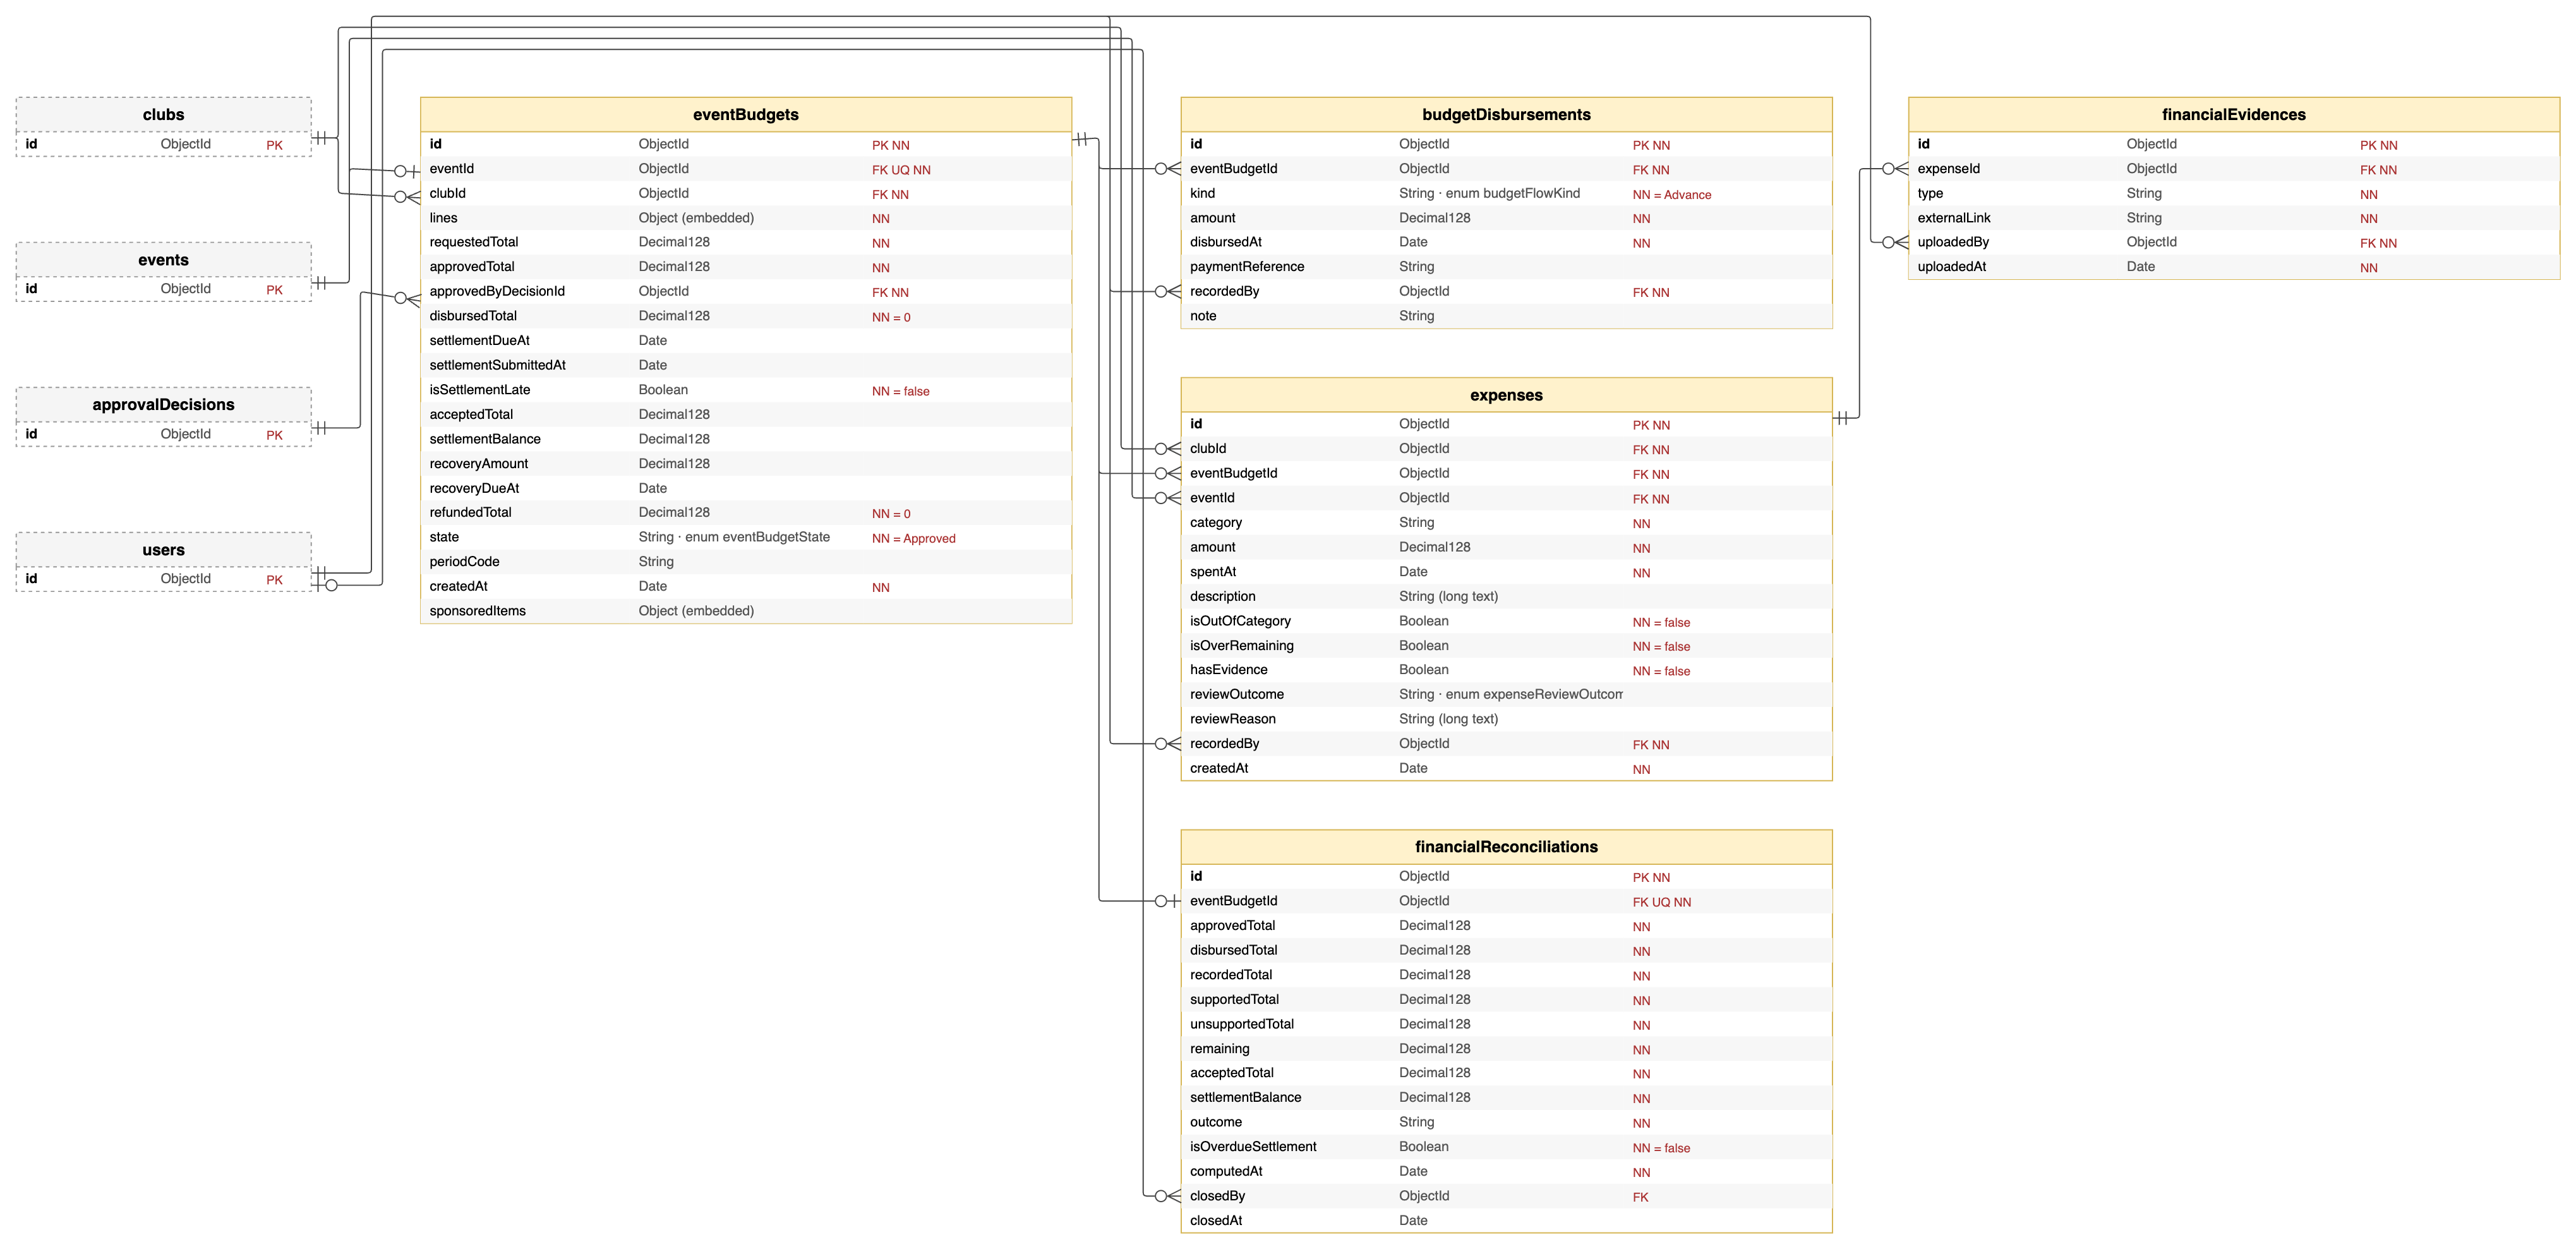 clubs
id ObjectId PK
events
id ObjectId PK
approvalDecisions
id ObjectId PK
users
id ObjectId PK
eventBudgets
id ObjectId PK NN
eventId ObjectId FK UQ NN
clubId ObjectId FK NN
lines Object (embedded) NN
requestedTotal Decimal128 NN
approvedTotal Decimal128 NN
approvedByDecisionId ObjectId FK NN
disbursedTotal Decimal128 NN = 0
settlementDueAt Date
settlementSubmittedAt Date
isSettlementLate Boolean NN = false
acceptedTotal Decimal128
settlementBalance Decimal128
recoveryAmount Decimal128
recoveryDueAt Date
refundedTotal Decimal128 NN = 0
state String · enum eventBudgetState NN = Approved
periodCode String
createdAt Date NN
sponsoredItems Object (embedded)
budgetDisbursements
id ObjectId PK NN
eventBudgetId ObjectId FK NN
kind String · enum budgetFlowKind NN = Advance
amount Decimal128 NN
disbursedAt Date NN
paymentReference String
recordedBy ObjectId FK NN
note String
expenses
id ObjectId PK NN
clubId ObjectId FK NN
eventBudgetId ObjectId FK NN
eventId ObjectId FK NN
category String NN
amount Decimal128 NN
spentAt Date NN
description String (long text)
isOutOfCategory Boolean NN = false
isOverRemaining Boolean NN = false
hasEvidence Boolean NN = false
reviewOutcome String · enum expenseReviewOutcom
reviewReason String (long text)
recordedBy ObjectId FK NN
createdAt Date NN
financialReconciliations
id ObjectId PK NN
eventBudgetId ObjectId FK UQ NN
approvedTotal Decimal128 NN
disbursedTotal Decimal128 NN
recordedTotal Decimal128 NN
supportedTotal Decimal128 NN
unsupportedTotal Decimal128 NN
remaining Decimal128 NN
acceptedTotal Decimal128 NN
settlementBalance Decimal128 NN
outcome String NN
isOverdueSettlement Boolean NN = false
computedAt Date NN
closedBy ObjectId FK
closedAt Date
financialEvidences
id ObjectId PK NN
expenseId ObjectId FK NN
type String NN
externalLink String NN
uploadedBy ObjectId FK NN
uploadedAt Date NN